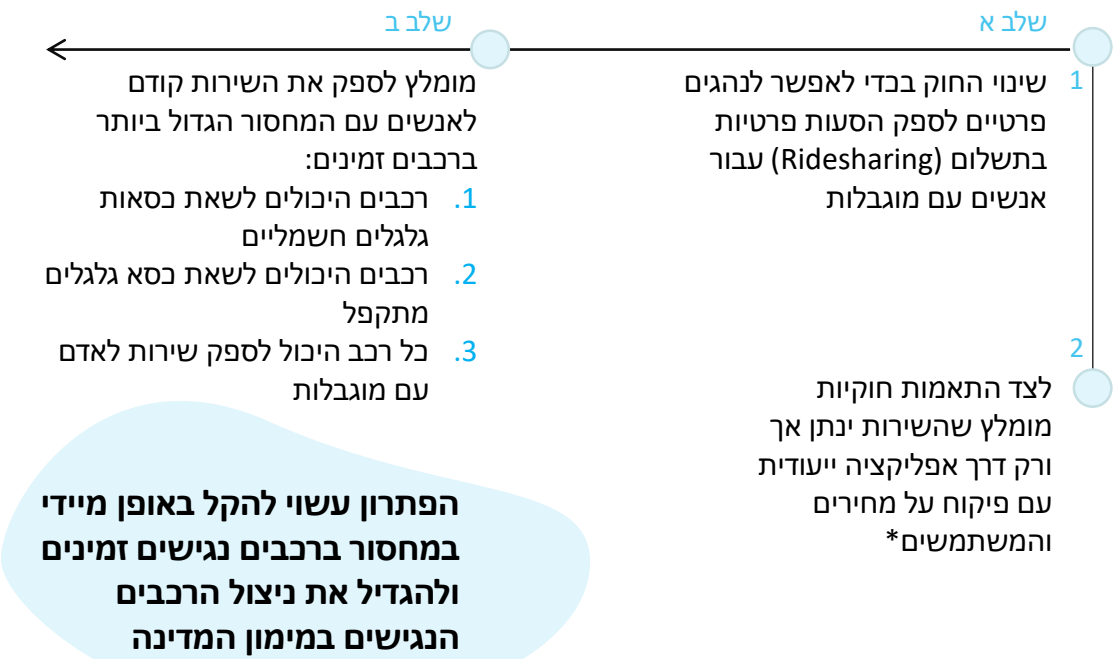 שלב א
1
שינוי החוק בכדי לאפשר לנהגים
פרטיים לספק הסעות פרטיות
בתשלום (Ridesharing) עבור
אנשים עם מוגבלות
2
לצד התאמות חוקיות
מומלץ שהשירות ינתן אך
ורק דרך אפליקציה ייעודית
עם פיקוח על מחירים
והמשתמשים*
שלב ב
מומלץ לספק את השירות קודם
לאנשים עם המחסור הגדול ביותר
ברכבים זמינים:
1. רכבים היכולים לשאת כסאות
גלגלים חשמליים
2. רכבים היכולים לשאת כסא גלגלים
מתקפל
3. כל רכב היכול לספק שירות לאדם
עם מוגבלות
הפתרון עשוי להקל באופן מיידי
במחסור ברכבים נגישים זמינים
ולהגדיל את ניצול הרכבים
הנגישים במימון המדינה